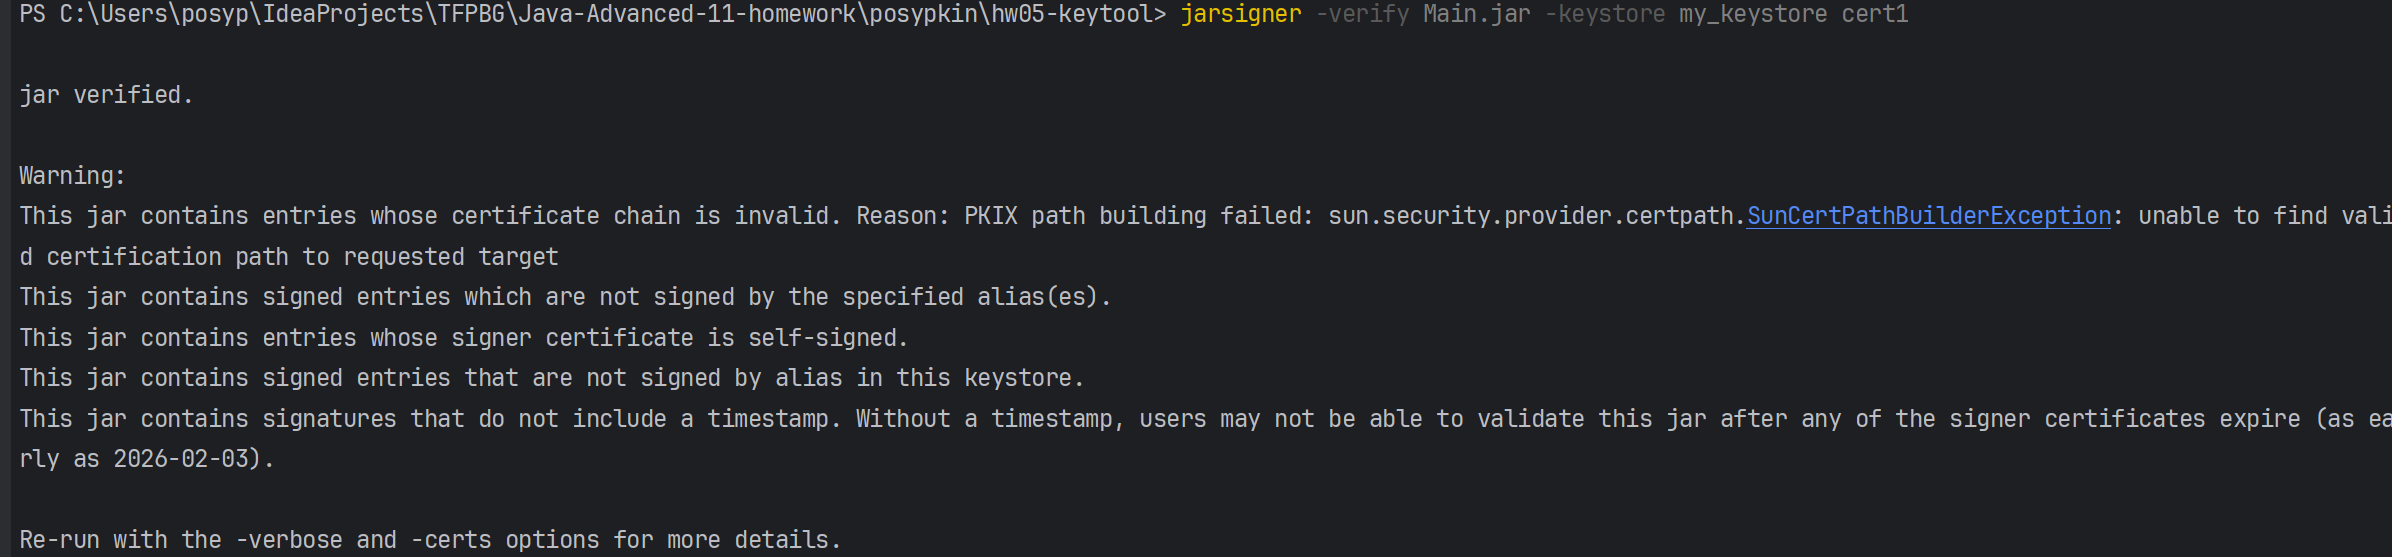 PS C:\Users\posyp\IdeaProjects\TFPBG\Java-Advanced-11-homework\posypkin\hw05-keytool> jarsigner -verify Main.jar -keystore my_keystore cert1
jar verified.
Warning:
This jar contains entries whose certificate chain is invalid. Reason: PKIX path building failed: sun.security.provider.certpath.SunCertPathBuilderException: unable to find vali
d certification path to requested target
This jar contains signed entries which are not signed by the specified alias(es).
This jar contains entries whose signer certificate is self-signed.
This jar contains signed entries that are not signed by alias in this keystore.
This jar contains signatures that do not include a timestamp. Without a timestamp, users may not be able to validate this jar after any of the signer certificates expire (as ea
rly as 2026-02-03).
Re-run with the -verbose and -certs options for more details.